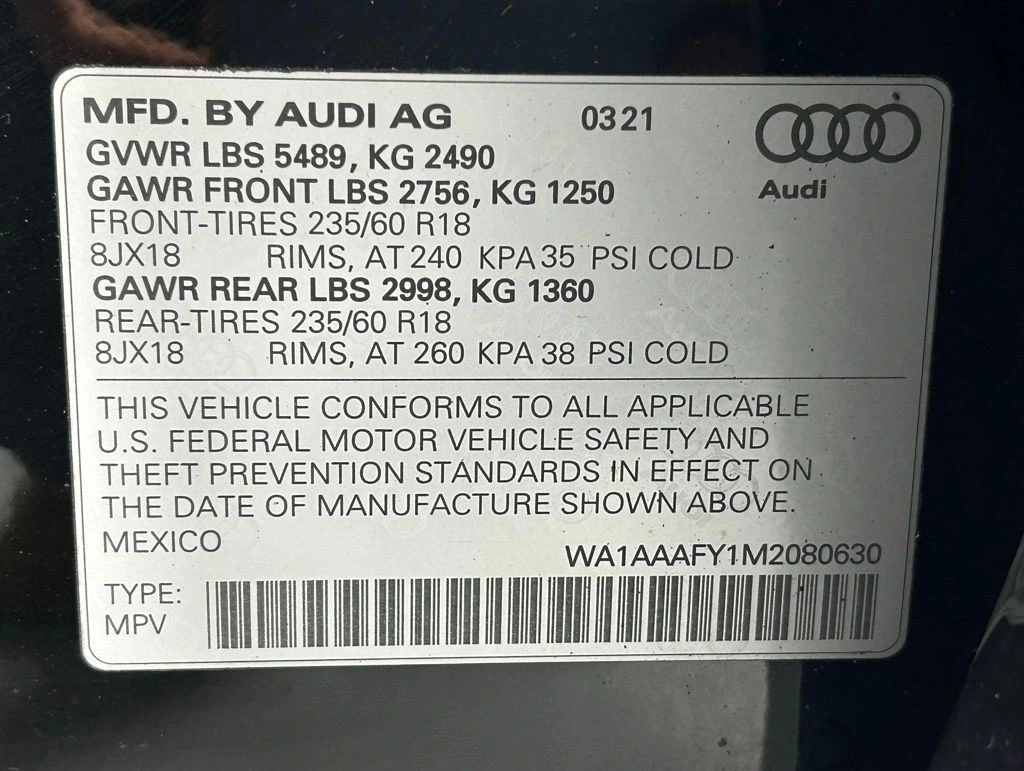 MFD. BY AUDI AG 0321
GVWR LBS 5489, KG 2490
GAWR FRONT LBS 2756, KG 1250
Audi
FRONT-TIRES 235/60 R18
8JX18 RIMS, AT 240 KPA 35 PSI COLD
GAWR REAR LBS 2998, KG 1360
REAR-TIRES 235/60 R18
8JX18 RIMS, AT 260 KPA 38 PSI COLD
THIS VEHICLE CONFORMS TO ALL APPLICABLE
U.S. FEDERAL MOTOR VEHICLE SAFETY AND
THEFT PREVENTION STANDARDS IN EFFECT ON
THE DATE OF MANUFACTURE SHOWN ABOVE.
MEXICO
WA1AAAFY1M2080630
TYPE:
MPV